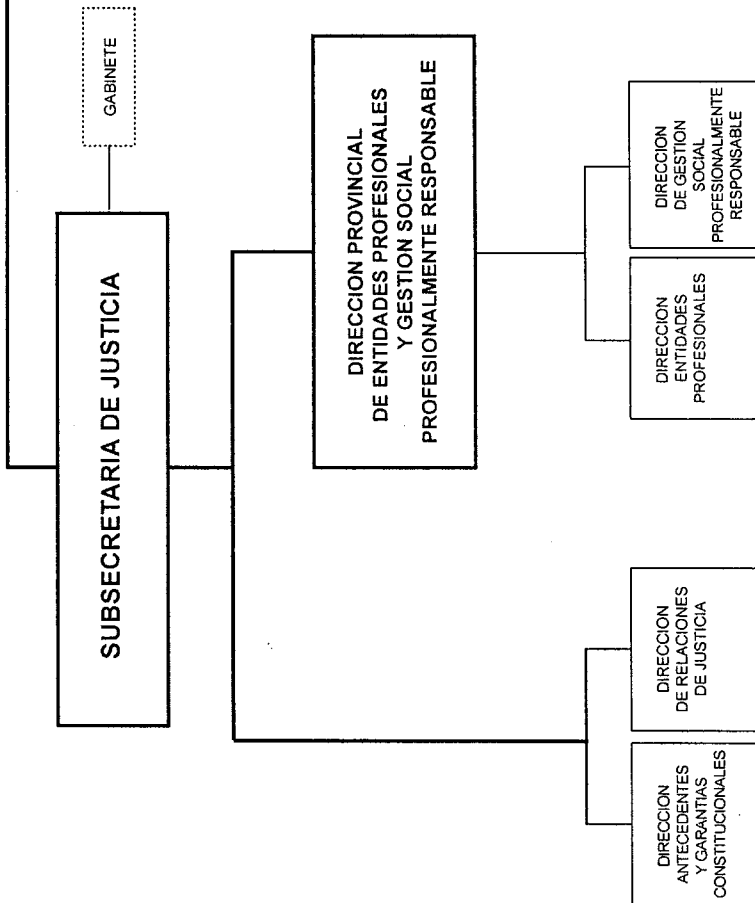 SUBSECRETARIA DE JUSTICIA
GABINETE
DIRECCION PROVINCIAL
DE ENTIDADES PROFESIONALES
Y GESTION SOCIAL
PROFESIONALMENTE RESPONSABLE
DIRECCION
ANTECEDENTES
Y GARANTIAS
CONSTITUCIONALES
DIRECCION
DE RELACIONES
DE JUSTICIA
DIRECCION
ENTIDADES
PROFESIONALES
DIRECCION
DE GESTION
SOCIAL
PROFESIONALMENTE
RESPONSABLE